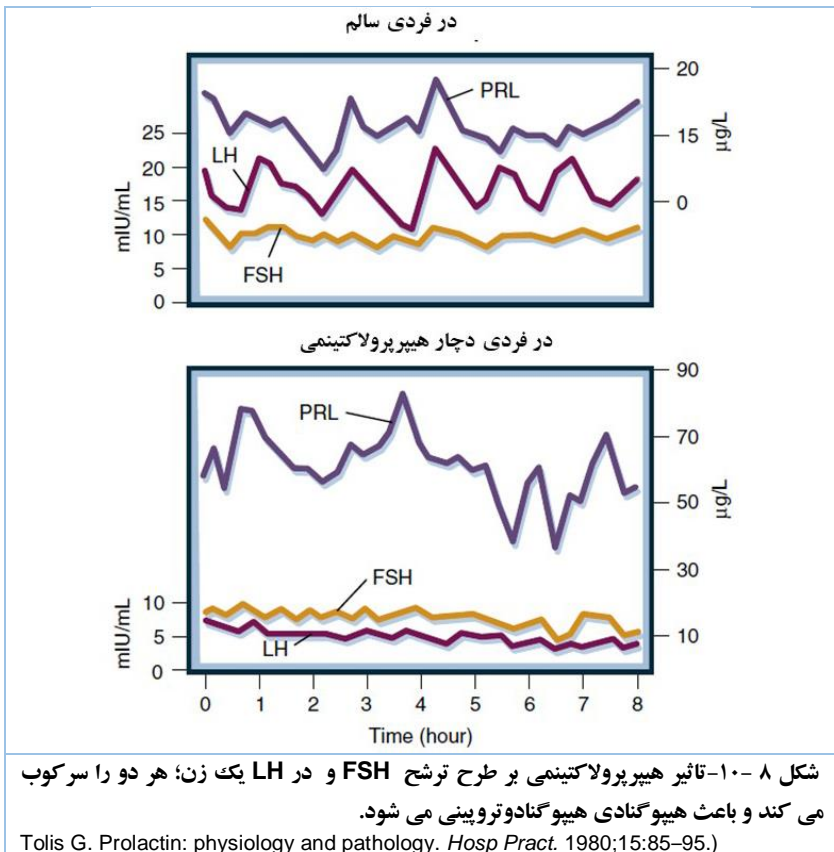 در فردی سالم
PRL
LH
FSH
25
20
15
10
5
0
mIU/mL
20
15
0
µg/L
در فردی دچار هیپرپرولاکتینمی
PRL
FSH
LH
10
5
0
mIU/mL
90
70
50
30
10
µg/L
0 1 2 3 4 5 6 7 8
Time (hour)
شکل ۸ -۱۰-تاثیر هیپرپرولاکتینمی بر طرح ترشح FSH و در LH یک زن؛ هر دو را سرکوب
می کند و باعث هیپوگنادی هیپوگنادوتروپینی می شود.
Tolis G. Prolactin: physiology and pathology. Hosp Pract. 1980;15:85–95.)